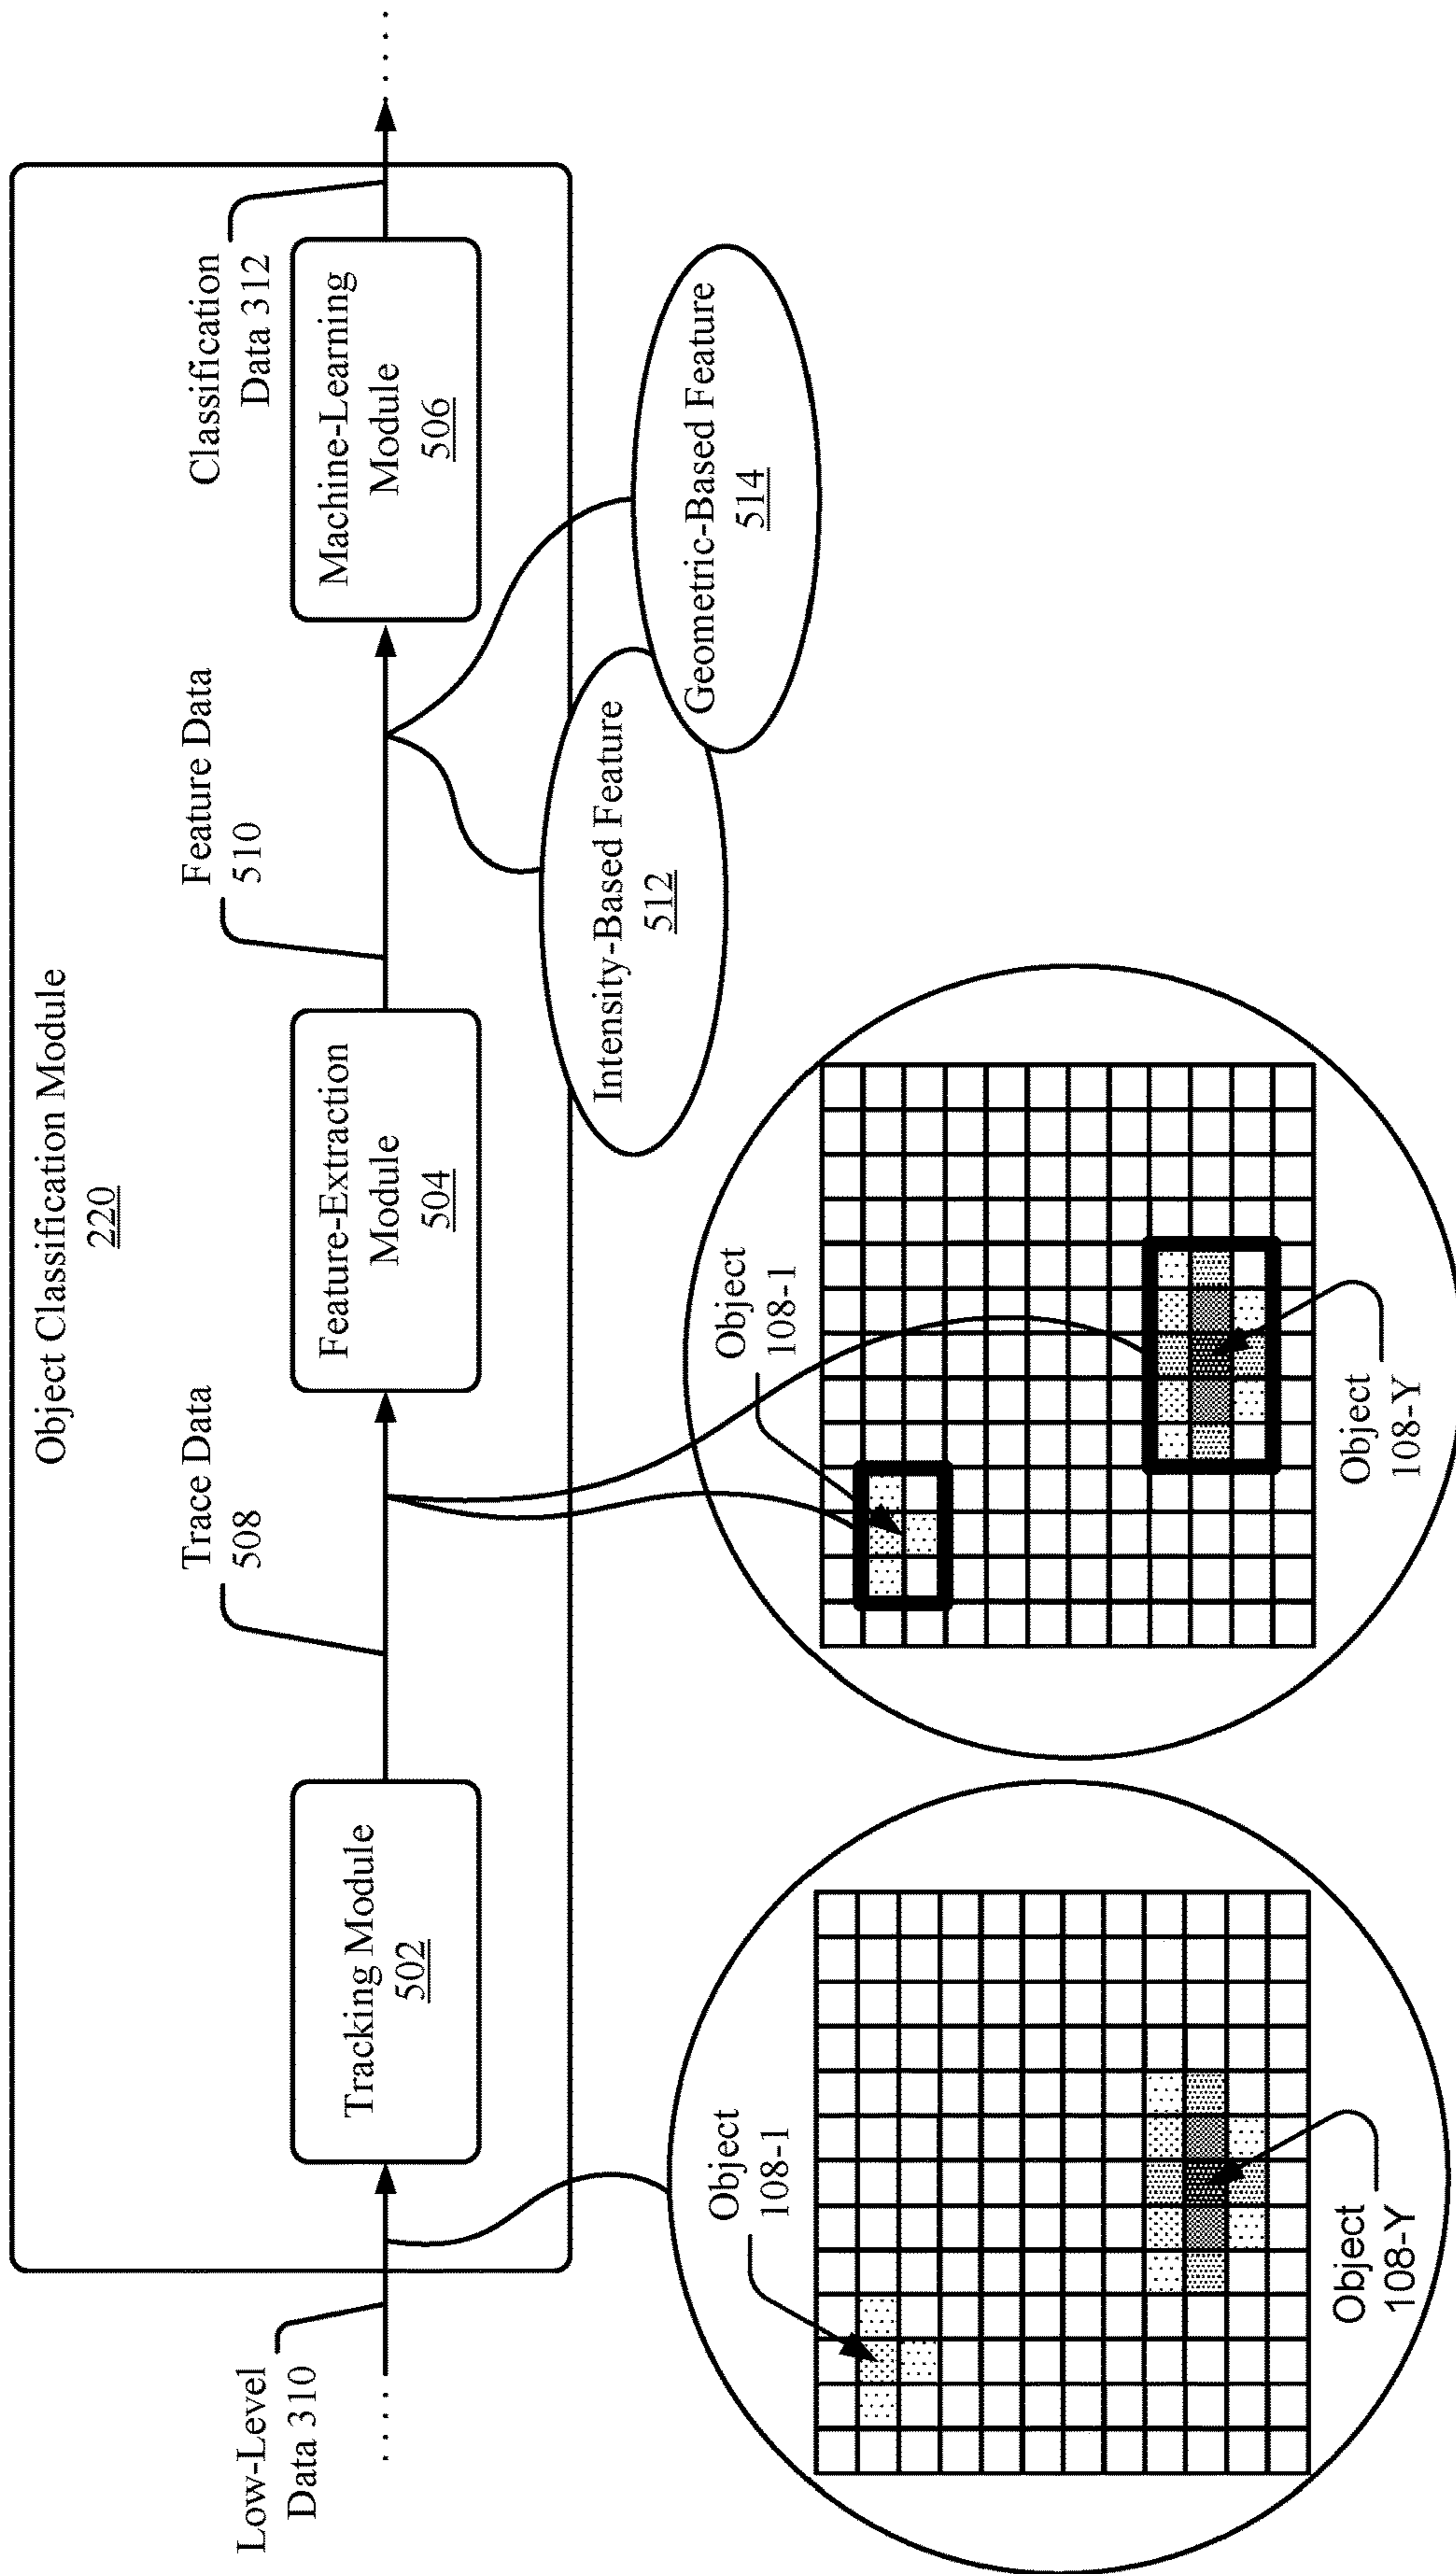 Object Classification Module
220
Low-Level
Data 310
Tracking Module
502
Trace Data
508
Feature-Extraction
Module
504
Feature Data
510
Machine-Learning
Module
506
Classification
Data 312
Intensity-Based Feature
512
Geometric-Based Feature
514
Object
108-1
Object
108-Y
Object
108-1
Object
108-Y